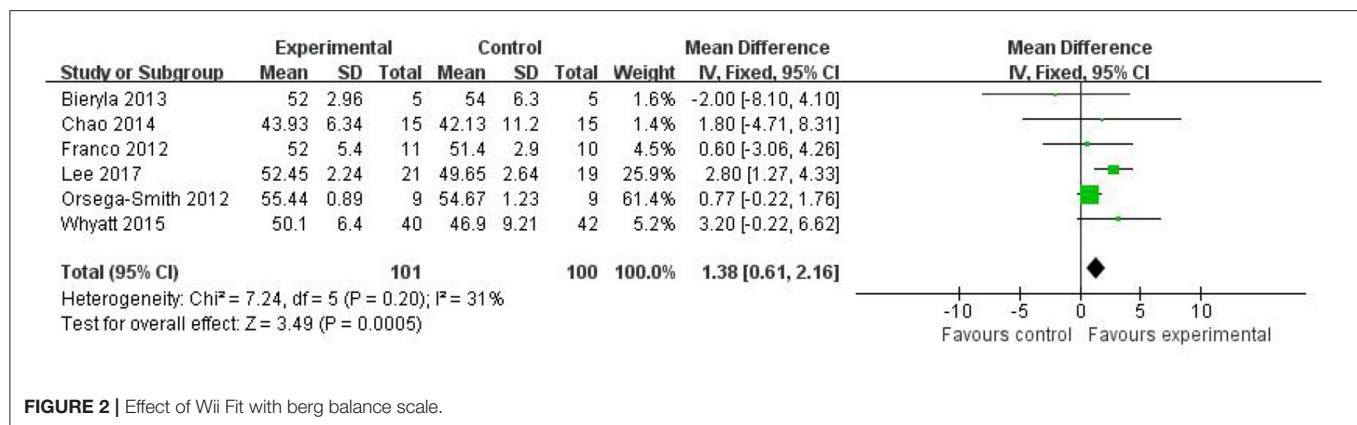 Experimental Control Mean Difference Mean Difference
Study or Subgroup Mean SD Total Mean SD Total Weight IV, Fixed, 95% CI IV, Fixed, 95% CI
Bieryla 2013 52 2.96 5 54 6.3 5 1.6% -2.00 [-8.10, 4.10]
Chao 2014 43.93 6.34 15 42.13 11.2 15 1.4% 1.80 [-4.71, 8.31]
Franco 2012 52 5.4 11 51.4 2.9 10 4.5% 0.60 [-3.06, 4.26]
Lee 2017 52.45 2.24 21 49.65 2.64 19 25.9% 2.80 [1.27, 4.33]
Orsega-Smith 2012 55.44 0.89 9 54.67 1.23 9 61.4% 0.77 [-0.22, 1.76]
Whyatt 2015 50.1 6.4 40 46.9 9.21 42 5.2% 3.20 [-0.22, 6.62]
Total (95% CI) 101 100 100.0% 1.38 [0.61, 2.16]
Heterogeneity: Chi² = 7.24, df = 5 (P = 0.20); I² = 31%
Test for overall effect: Z = 3.49 (P = 0.0005)
-10 -5 0 5 10
Favours control Favours experimental
FIGURE 2 | Effect of Wii Fit with berg balance scale.